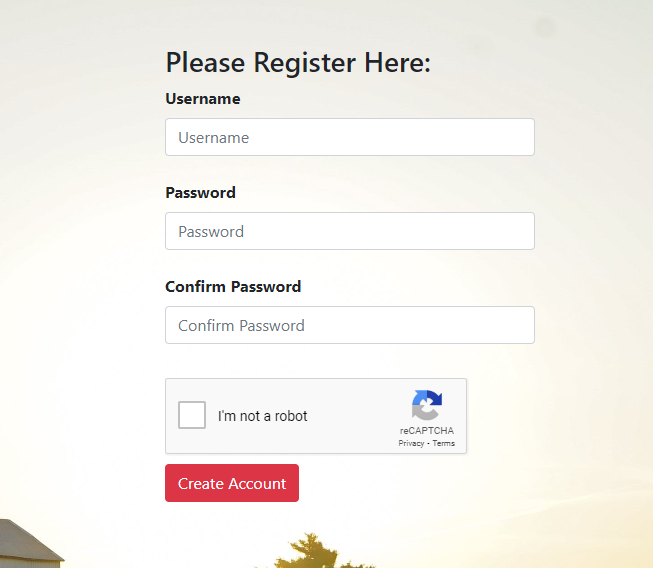 Please Register Here:
Username
Username
Password
Password
Confirm Password
Confirm Password
I'm not a robot
reCAPTCHA
Privacy - Terms
Create Account